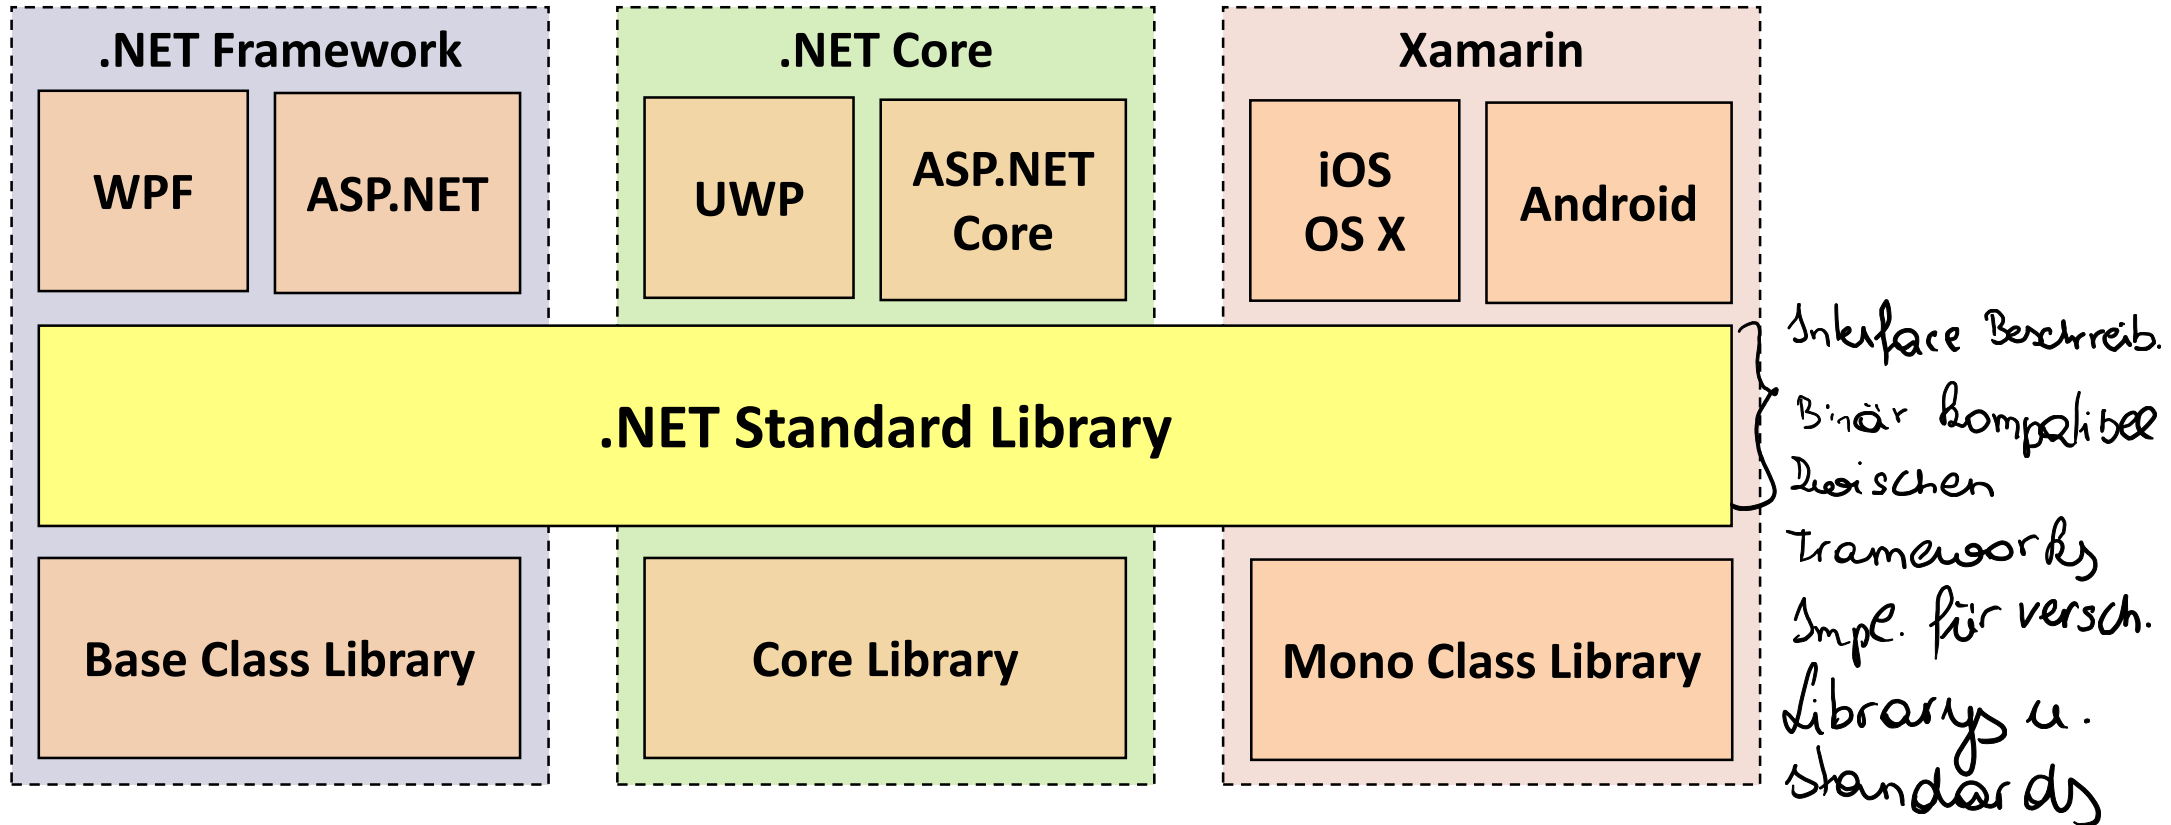 .NET Framework
WPF
ASP.NET
.NET Core
UWP
ASP.NET
Core
Xamarin
iOS
OS X
Android
.NET Standard Library
Base Class Library
Core Library
Mono Class Library
Interface Beschreib.
Binär kompatibel
Zwischen
Frameworks
Impl. für versch.
Librarys u.
standards